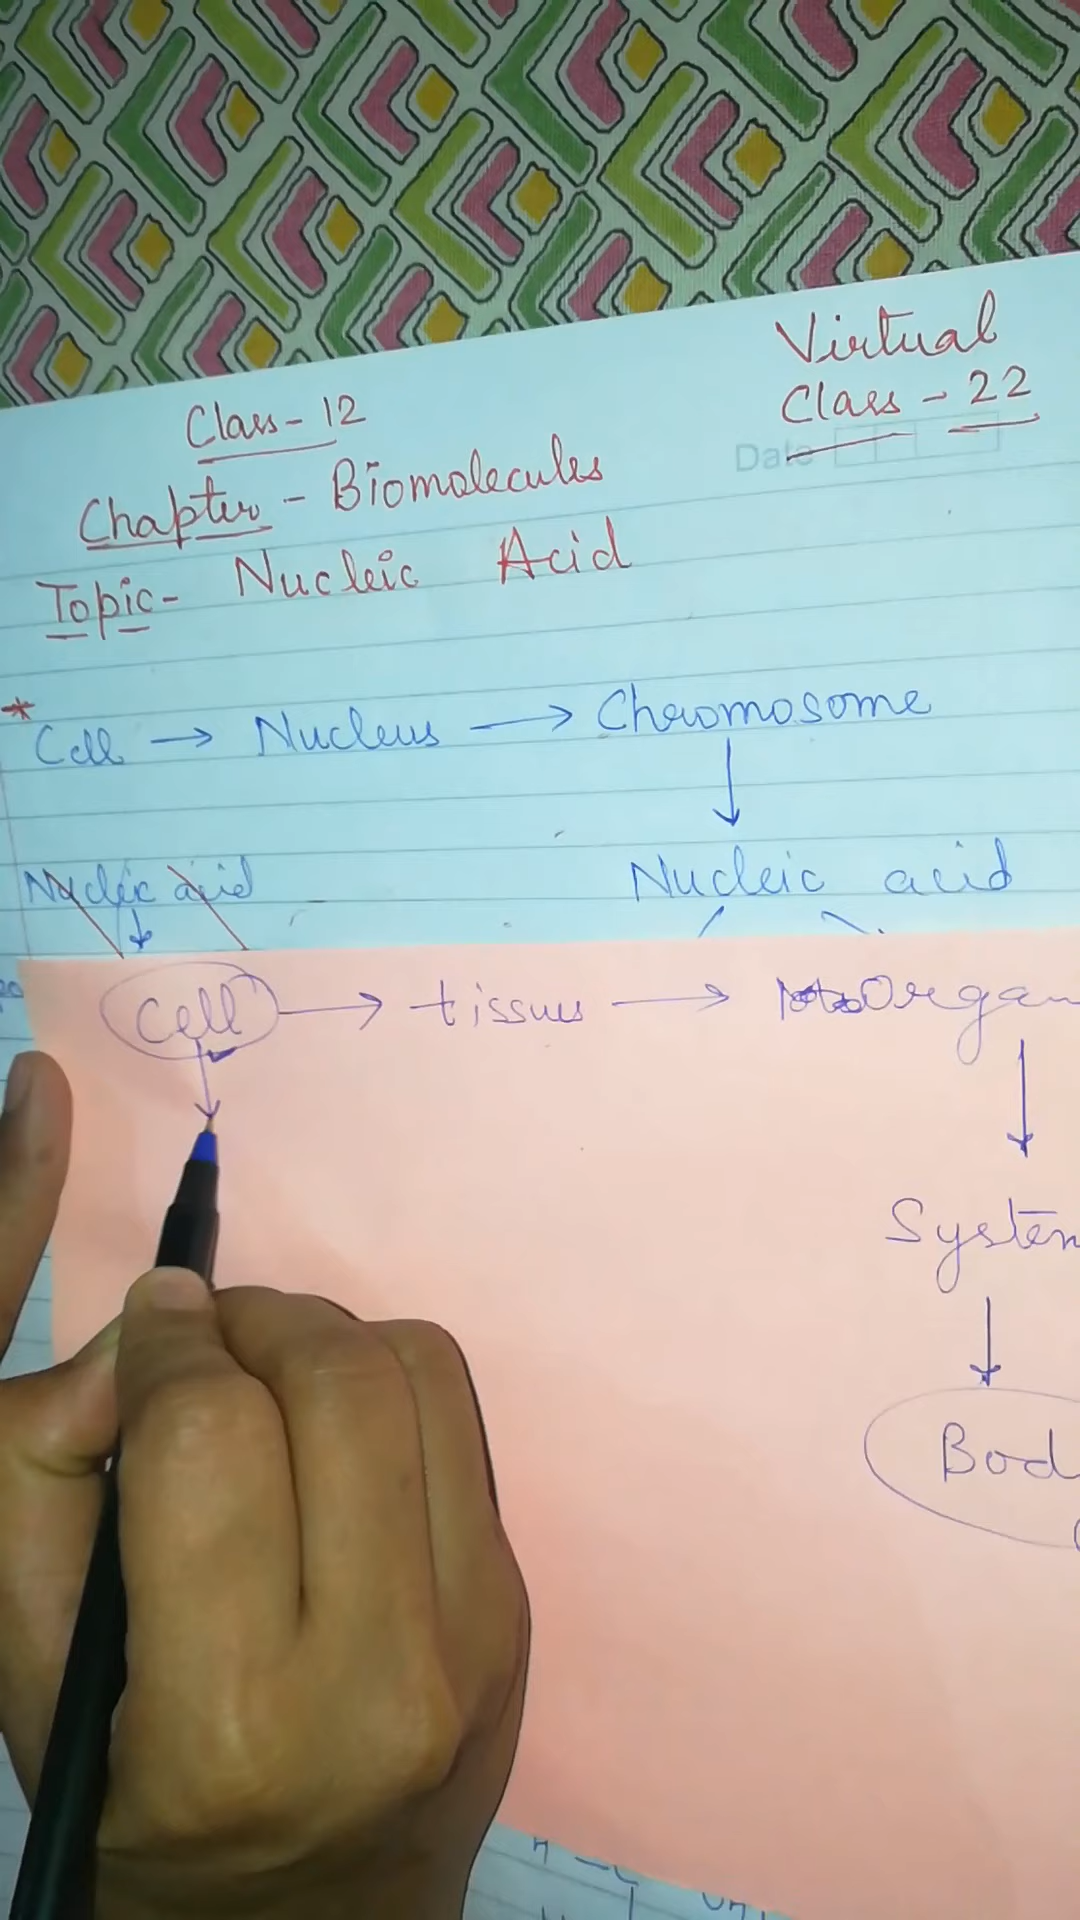 Virtual
Class - 22
Class - 12
Date
Chapter - Biomolecules
Topic - Nucleic Acid
* Cell → Nucleus → Chromosome
Nucleic acid
Nucleic acid
Cell → tissues → Organ
System
Bod